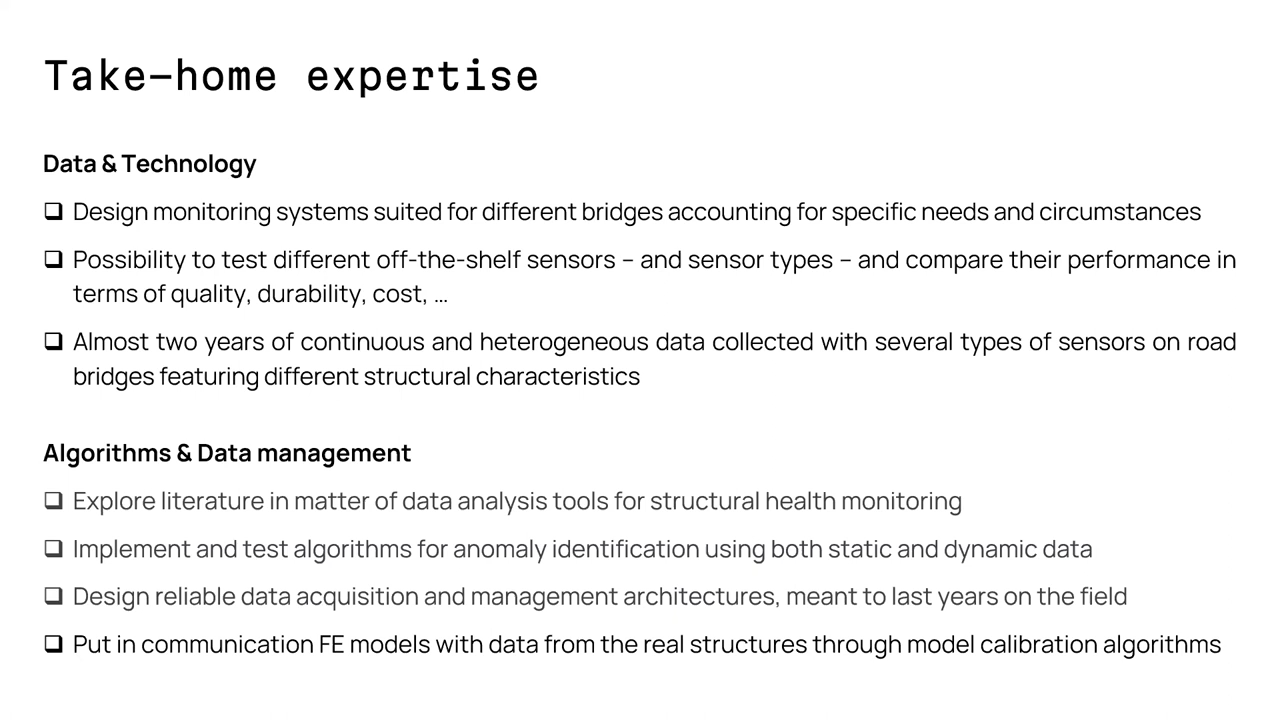 Take-home expertise
Data & Technology
❑ Design monitoring systems suited for different bridges accounting for specific needs and circumstances
❑ Possibility to test different off-the-shelf sensors – and sensor types – and compare their performance in
terms of quality, durability, cost, …
❑ Almost two years of continuous and heterogeneous data collected with several types of sensors on road
bridges featuring different structural characteristics
Algorithms & Data management
❑ Explore literature in matter of data analysis tools for structural health monitoring
❑ Implement and test algorithms for anomaly identification using both static and dynamic data
❑ Design reliable data acquisition and management architectures, meant to last years on the field
❑ Put in communication FE models with data from the real structures through model calibration algorithms